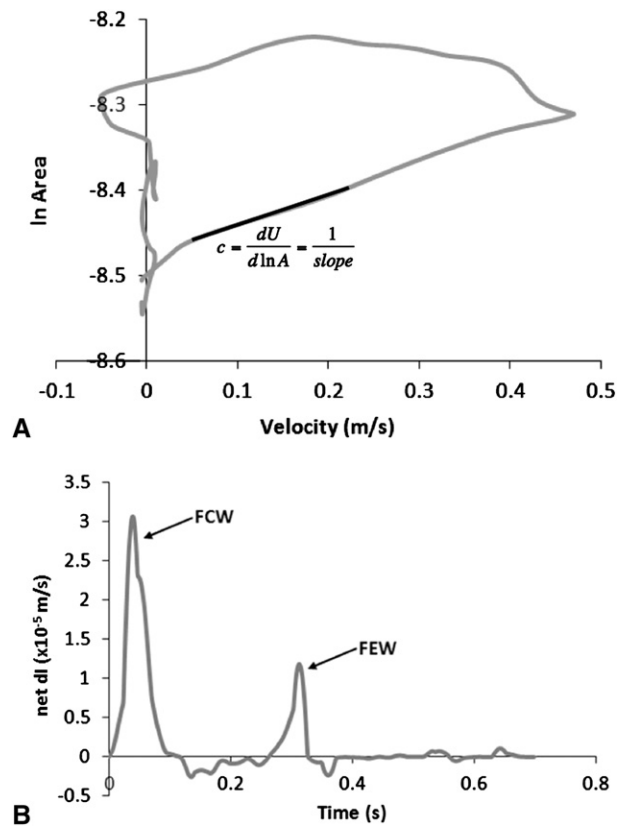 -8.2
-8.3
-8.4
-8.5
-8.6
ln Area
c = dU / d ln A = 1 / slope
-0.1 0 0.1 0.2 0.3 0.4 0.5
Velocity (m/s)
A
3.5
3
2.5
2
1.5
1
0.5
0
-0.5
net dI (x10⁻⁵ m/s)
FCW
FEW
0 0.2 0.4 0.6 0.8
Time (s)
B